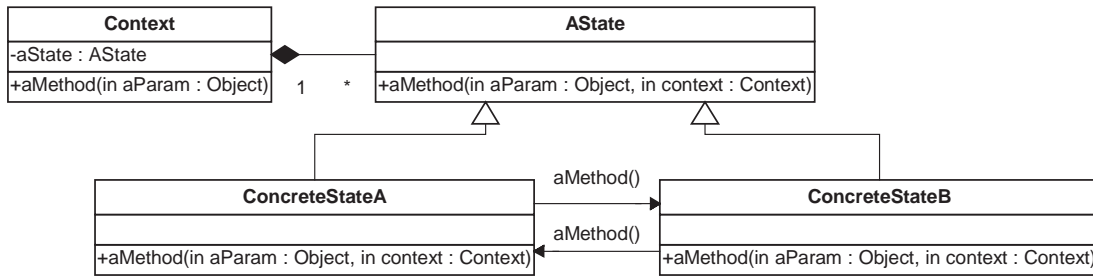 Context
-aState : AState
+aMethod(in aParam : Object)
1
*
AState
+aMethod(in aParam : Object, in context : Context)
ConcreteStateA
+aMethod(in aParam : Object, in context : Context)
aMethod()
aMethod()
ConcreteStateB
+aMethod(in aParam : Object, in context : Context)